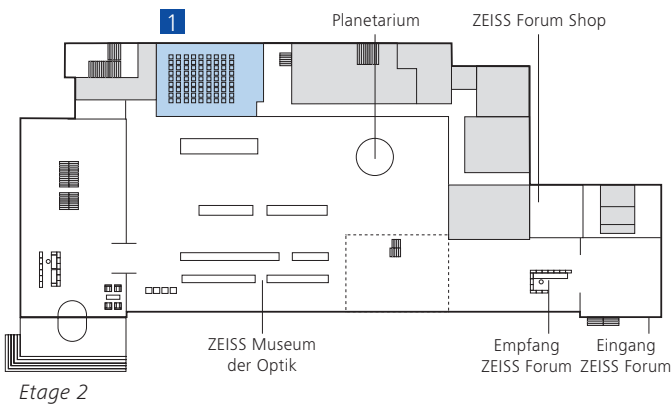 1
Planetarium
ZEISS Forum Shop
ZEISS Museum
der Optik
Empfang
ZEISS Forum
Eingang
ZEISS Forum
Etage 2